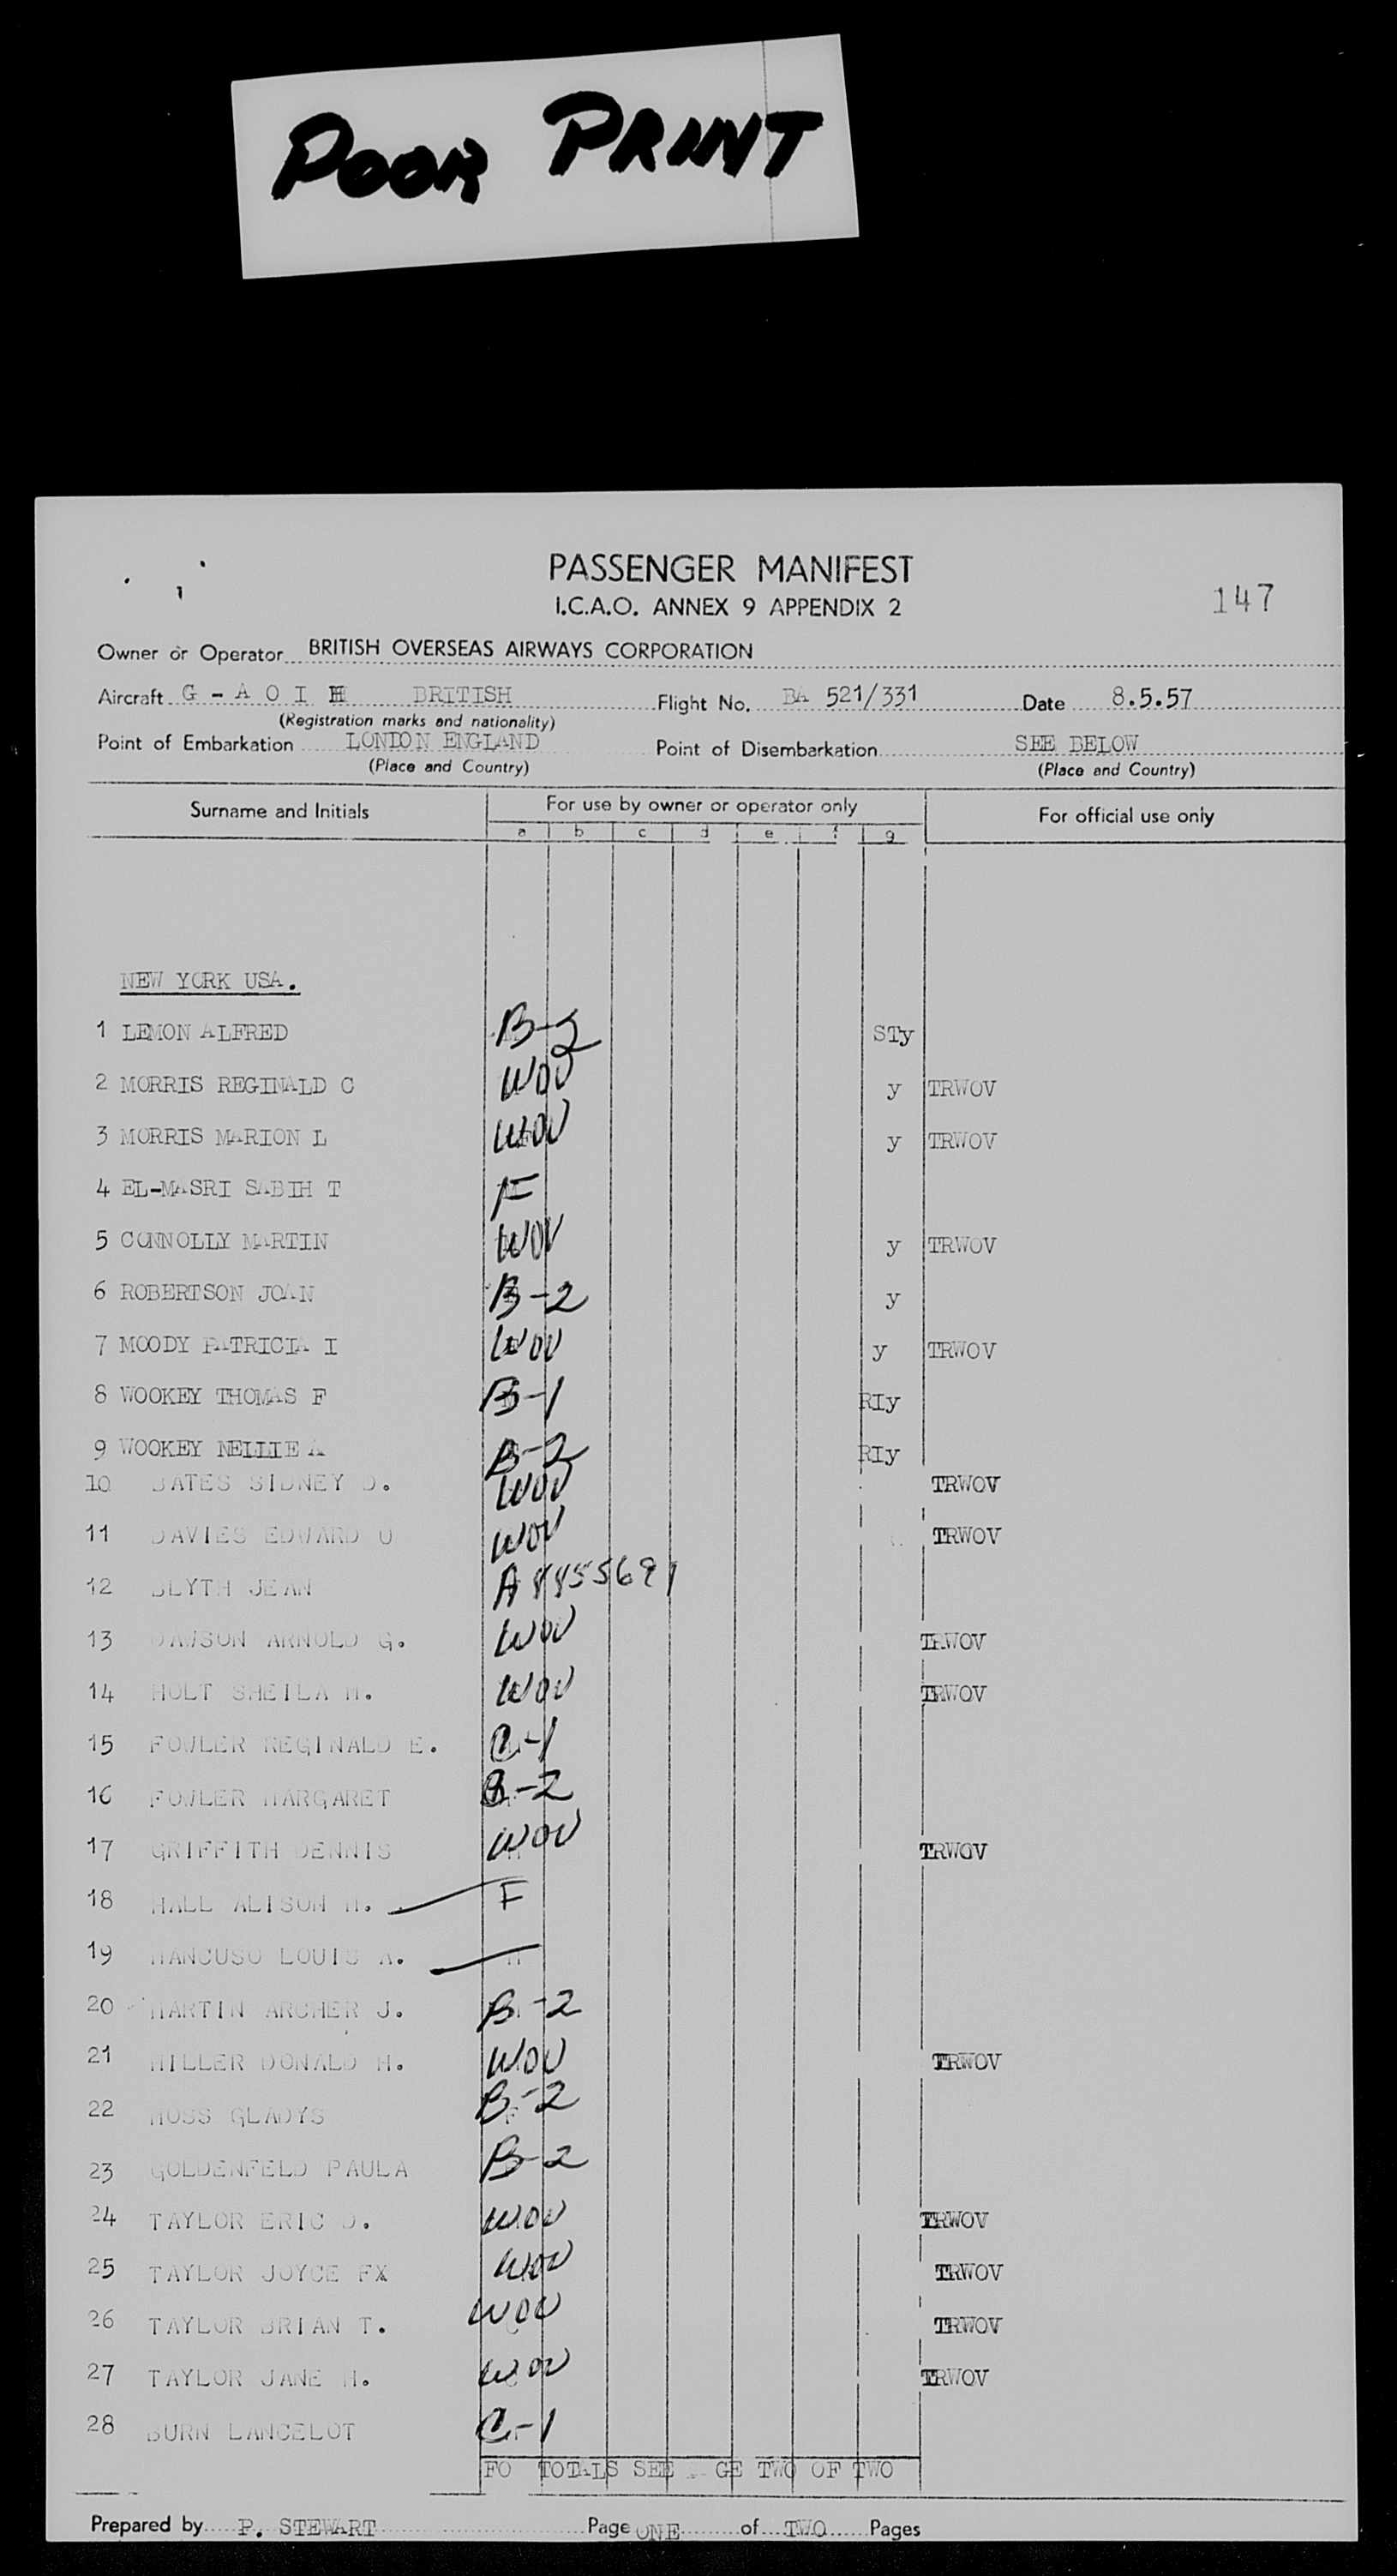 POOR PRINT
PASSENGER MANIFEST
I.C.A.O. ANNEX 9 APPENDIX 2
147
Owner or Operator BRITISH OVERSEAS AIRWAYS CORPORATION
Aircraft G - A O I H BRITISH Flight No. BA 521/331 Date 8.5.57
(Registration marks and nationality)
Point of Embarkation LONDON ENGLAND Point of Disembarkation SEE BELOW
(Place and Country) (Place and Country)
Surname and Initials For use by owner or operator only For official use only
a b c d e f g
NEW YORK USA.
1 LEMON ALFRED B-2 STy
2 MORRIS REGINALD C WOV y TRWOV
3 MORRIS MARION L WOV y TRWOV
4 EL-MASRI SABIH T F
5 CONNOLLY MARTIN WOV y TRWOV
6 ROBERTSON JOAN B-2 y
7 MOODY PATRICIA I WOV y TRWOV
8 WOOKEY THOMAS F B-1 RIy
9 WOOKEY NELLIE A B-2 RIy
10 BATES SIDNEY D. WOV TRWOV
11 DAVIES EDWARD O WOV TRWOV
12 BLYTH JEAN A 8855691
13 DAWSON ARNOLD G. WOV TRWOV
14 HOLT SHEILA M. WOV TRWOV
15 FOWLER REGINALD E. C-1
16 FOWLER MARGARET B-2
17 GRIFFITH DENNIS WOV TRWOV
18 HALL ALISON M. F
19 MANCUSO LOUIS A. M
20 MARTIN ARCHER J. B-2
21 MILLER DONALD H. WOV TRWOV
22 MOSS GLADYS B-2
23 GOLDENFELD PAULA B-2
24 TAYLOR ERIC D. WOV TRWOV
25 TAYLOR JOYCE FX WOV TRWOV
26 TAYLOR BRIAN T. WOV TRWOV
27 TAYLOR JANE M. WOV TRWOV
28 BURN LANCELOT C-1
FO TOTALS SEE GE TWO OF TWO
Prepared by P. STEWART Page ONE of TWO Pages